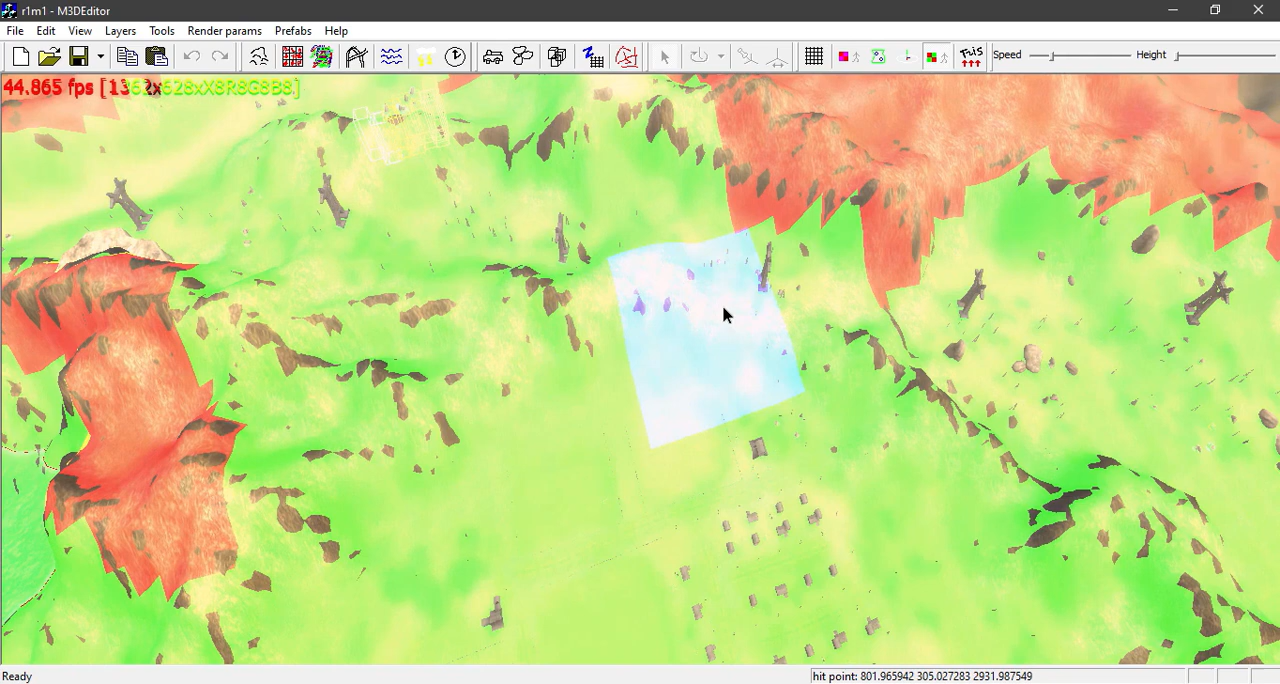 r1m1 - M3DEditor
File Edit View Layers Tools Render params Prefabs Help
This Speed Height
44.865 fps
Ready
hit point: 801.965942 305.027283 2931.987549